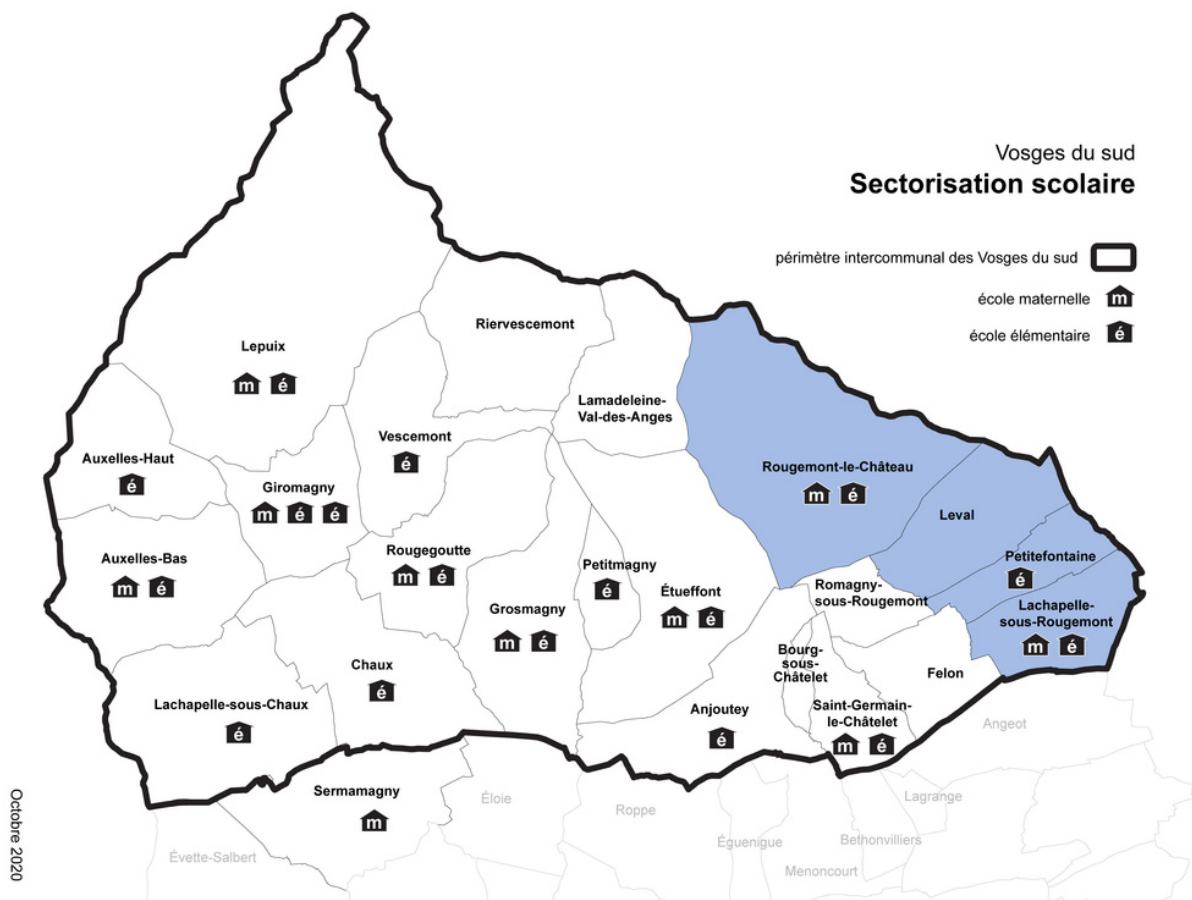 Vosges du sud
Sectorisation scolaire
périmètre intercommunal des Vosges du sud
école maternelle m
école élémentaire é
Riervescemont
Lepuix
m é
Lamadeleine-
Val-des-Anges
Vescemont
é
Auxelles-Haut
é
Rougemont-le-Château
m é
Giromagny
m é é
Leval
Auxelles-Bas
m é
Rougegoutte
m é
Petitmagny
é
Étueffont
m é
Petitefontaine
é
Romagny-
sous-Rougemont
Grosmagny
m é
Lachapelle-
sous-Rougemont
m é
Bourg-
sous-
Châtelet
Chaux
é
Felon
Lachapelle-sous-Chaux
é
Anjoutey
é
Saint-Germain-
le-Châtelet
m é
Angeot
Sermamagny
m
Éloie
Roppe
Lagrange
Éguenigue
Bethonvilliers
Évette-Salbert
Menoncourt
Octobre 2020